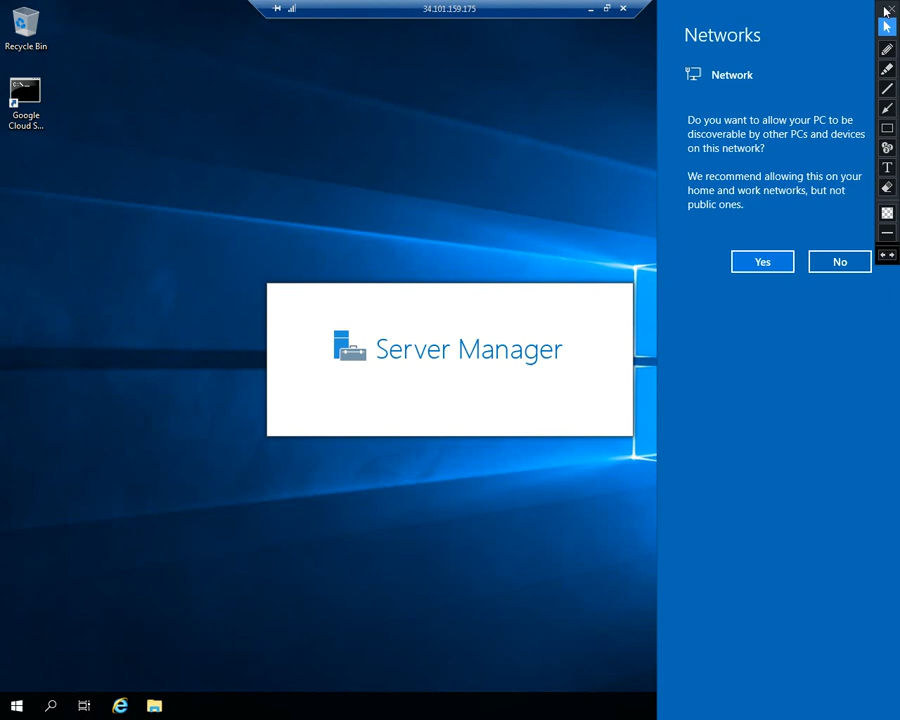 34.101.159.175
Recycle Bin
Google
Cloud S...
Networks
Network
Do you want to allow your PC to be
discoverable by other PCs and devices
on this network?
We recommend allowing this on your
home and work networks, but not
public ones.
Yes
No
Server Manager
T